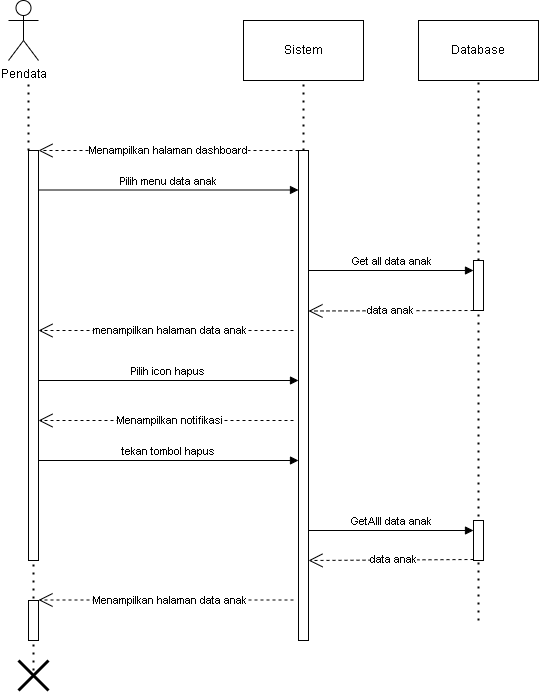 Sistem
Database
Pendata
Menampilkan halaman dashboard
Pilih menu data anak
Get all data anak
data anak
menampilkan halaman data anak
Pilih icon hapus
Menampilkan notifikasi
tekan tombol hapus
GetAlll data anak
data anak
Menampilkan halaman data anak